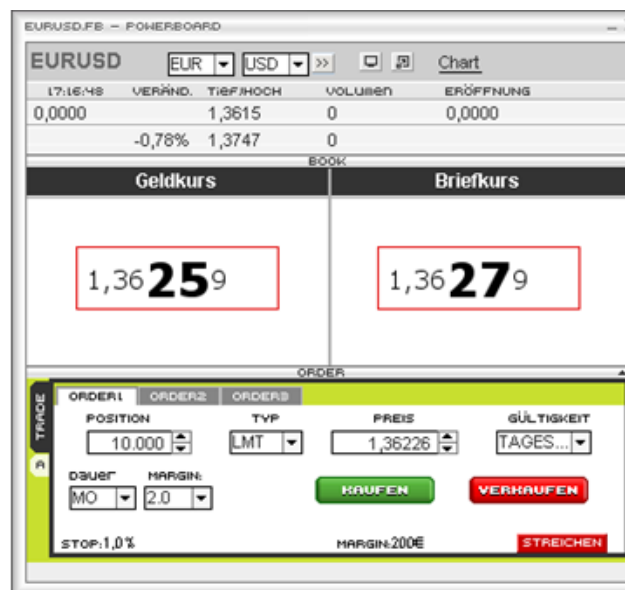 EURUSD.FB – POWERBOARD
EURUSD EUR USD >> Chart
17:16:48 VERÄND. TIEF/HOCH VOLUMEN ERÖFFNUNG
0,0000 1,3615 0 0,0000
-0,78% 1,3747 0
BOOK
Geldkurs Briefkurs
1,36259 1,36279
ORDER
TRADE
A
ORDER1 ORDER2 ORDER3
POSITION TYP PREIS GÜLTIGKEIT
10.000 LMT 1,36226 TAGES...
DAUER MARGIN:
MO 2.0 KAUFEN VERKAUFEN
STOP:1,0% MARGIN:200€ STREICHEN